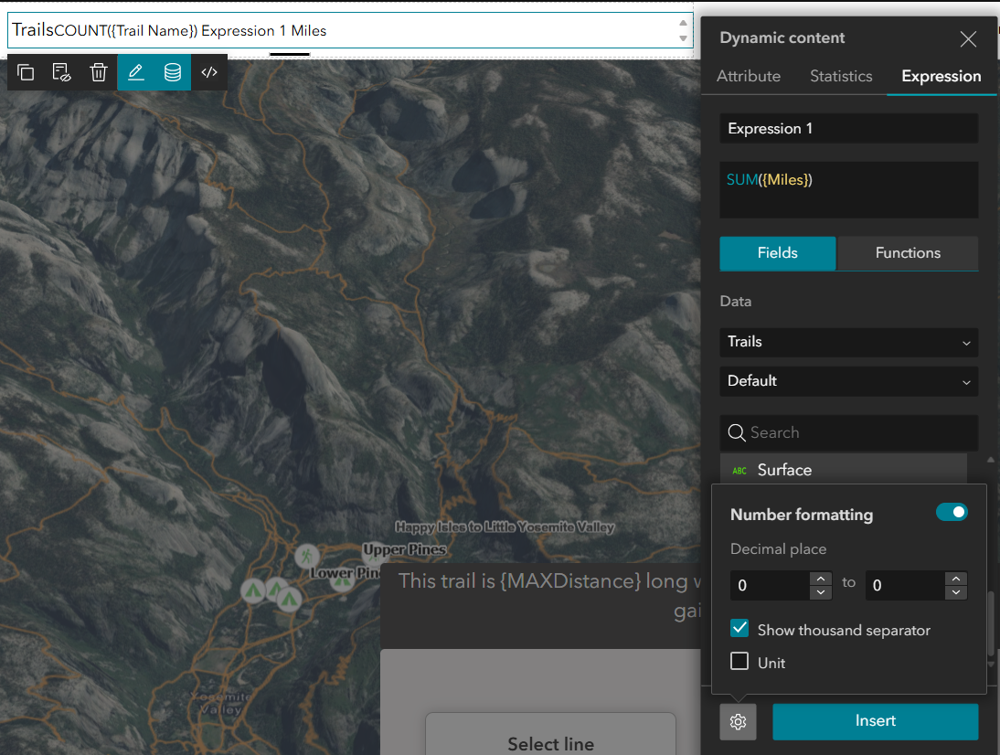 TrailsCOUNT({Trail Name}) Expression 1 Miles
Dynamic content
Attribute
Statistics
Expression
Expression 1
SUM({Miles})
Fields
Functions
Data
Trails
Default
Search
ABC Surface
Number formatting
Decimal place
0 to 0
Show thousand separator
Unit
Insert
Happy Isles to Little Yosemite Valley
Upper Pines
Lower Pin
Yosemite
Valley
This trail is {MAXDistance} long w
gai
Select line